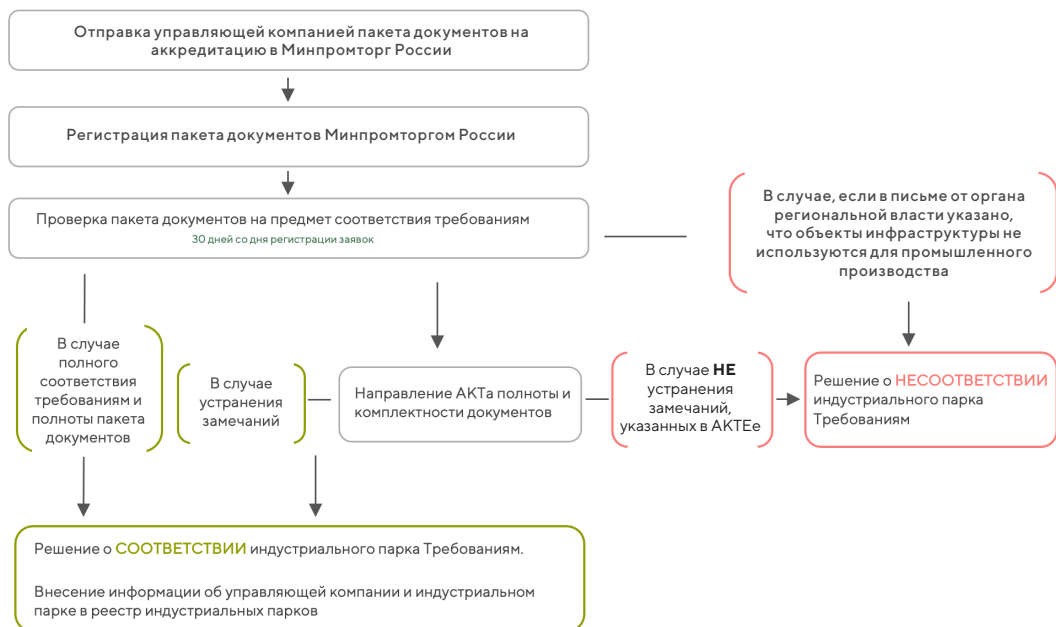 Отправка управляющей компанией пакета документов на
аккредитацию в Минпромторг России
Регистрация пакета документов Минпромторгом России
Проверка пакета документов на предмет соответствия требованиям
30 дней со дня регистрации заявок
В случае, если в письме от органа
региональной власти указано,
что объекты инфраструктуры не
используются для промышленного
производства
В случае
полного
соответствия
требованиям и
полноты пакета
документов
В случае
устранения
замечаний
Направление АКТа полноты и
комплектности документов
В случае НЕ
устранения
замечаний,
указанных в АКТЕе
Решение о НЕСООТВЕТСТВИИ
индустриального парка
Требованиям
Решение о СООТВЕТСТВИИ индустриального парка Требованиям.
Внесение информации об управляющей компании и индустриальном
парке в реестр индустриальных парков